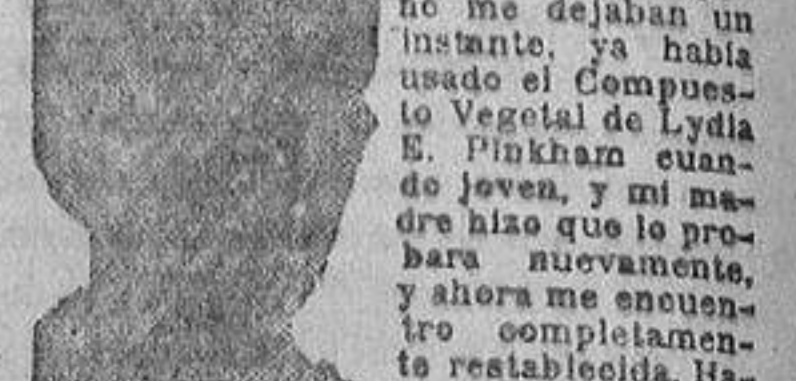 no me dejaban un
instante, ya había
usado el Compues-
to Vegetal de Lydia
E. Pinkham cuan-
do joven, y mi ma-
dre hizo que lo pro-
bara nuevamente,
y ahora me encuen-
tro completamen-
te restablecida. Ha-